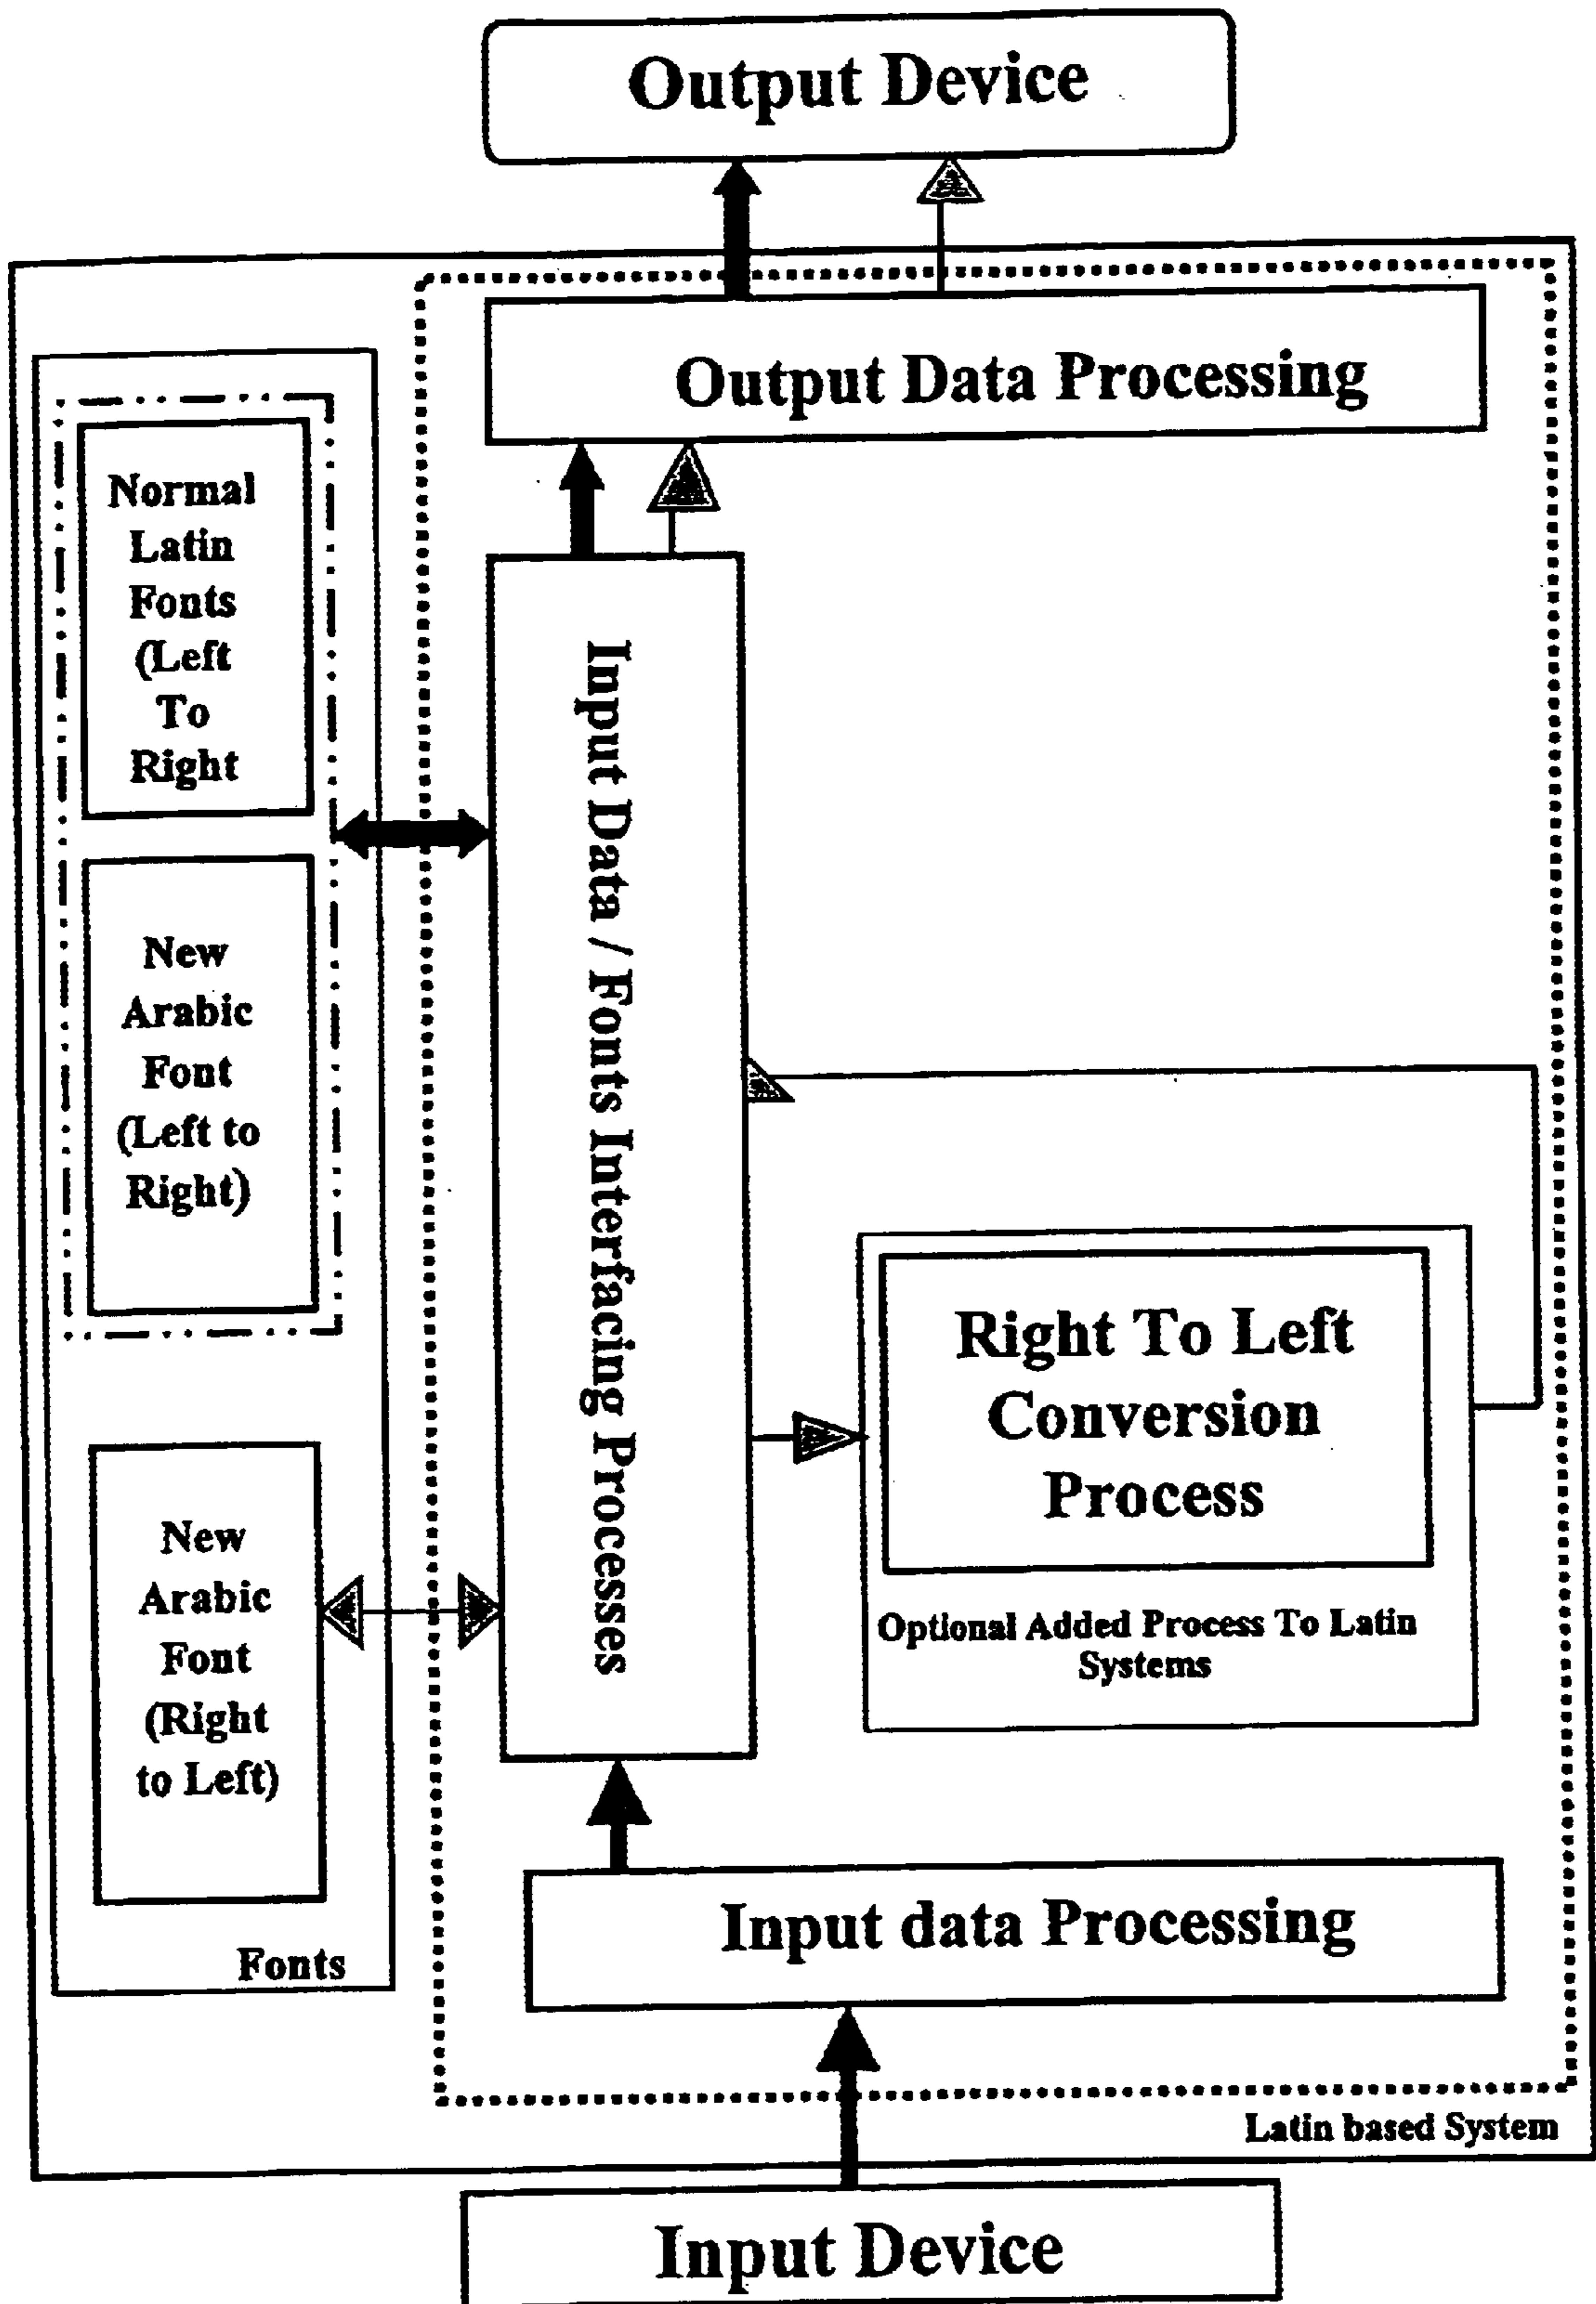 Output Device
Output Data Processing
Normal
Latin
Fonts
(Left
To
Right
New
Arabic
Font
(Left to
Right)
New
Arabic
Font
(Right
to Left)
Fonts
Input Data / Fonts Interfacing Processes
Right To Left
Conversion
Process
Optional Added Process To Latin
Systems
Input data Processing
Latin based System
Input Device